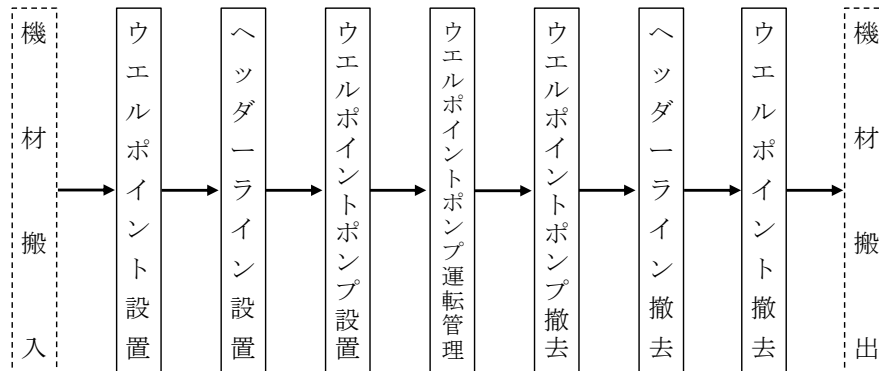 機材搬入
ウエルポイント設置
ヘッダーライン設置
ウエルポイントポンプ設置
ウエルポイントポンプ運転管理
ウエルポイントポンプ撤去
ヘッダーライン撤去
ウエルポイント撤去
機材搬出